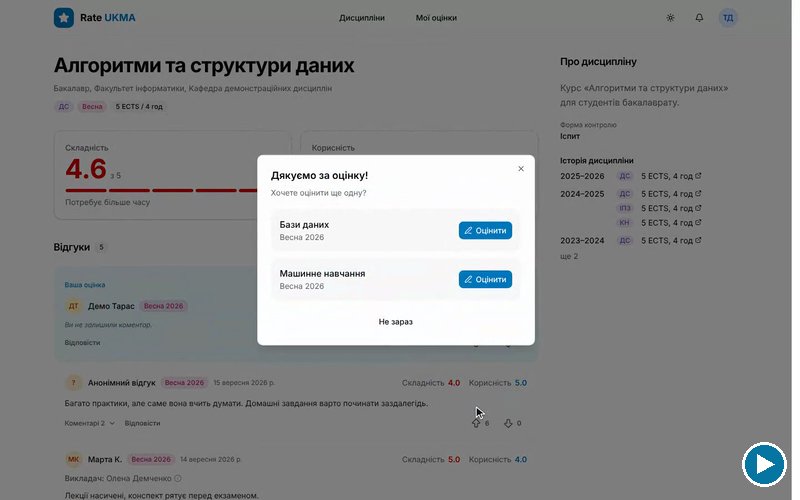 Rate UKMA
Дисципліни
Мої оцінки
ТД
Алгоритми та структури даних
Бакалавр, Факультет інформатики, Кафедра демонстраційних дисциплін
ДС Весна 5 ECTS / 4 год
Складність
4.6 з 5
Потребує більше часу
Корисність
Відгуки 5
Ваша оцінка
ДТ Демо Тарас Весна 2026
Ви не залишили коментар.
Відповісти
? Анонімний відгук Весна 2026 15 вересня 2026 р. Складність 4.0 Корисність 5.0
Багато практики, але саме вона вчить думати. Домашні завдання варто починати заздалегідь.
Коментарі 2 Відповісти 6 0
МК Марта К. Весна 2026 14 вересня 2026 р. Складність 5.0 Корисність 4.0
Викладач: Олена Демченко
Лекції насичені, конспект рятує перед екзаменом.
Дякуємо за оцінку!
Хочете оцінити ще одну?
Бази даних
Весна 2026
Оцінити
Машинне навчання
Весна 2026
Оцінити
Не зараз
Про дисципліну
Курс «Алгоритми та структури даних»
для студентів бакалаврату.
Форма контролю
Іспит
Історія дисципліни
2025–2026 ДС 5 ECTS, 4 год
2024–2025 ДС 5 ECTS, 4 год
ІПЗ 5 ECTS, 4 год
КН 5 ECTS, 4 год
2023–2024 ДС 5 ECTS, 4 год
ще 2